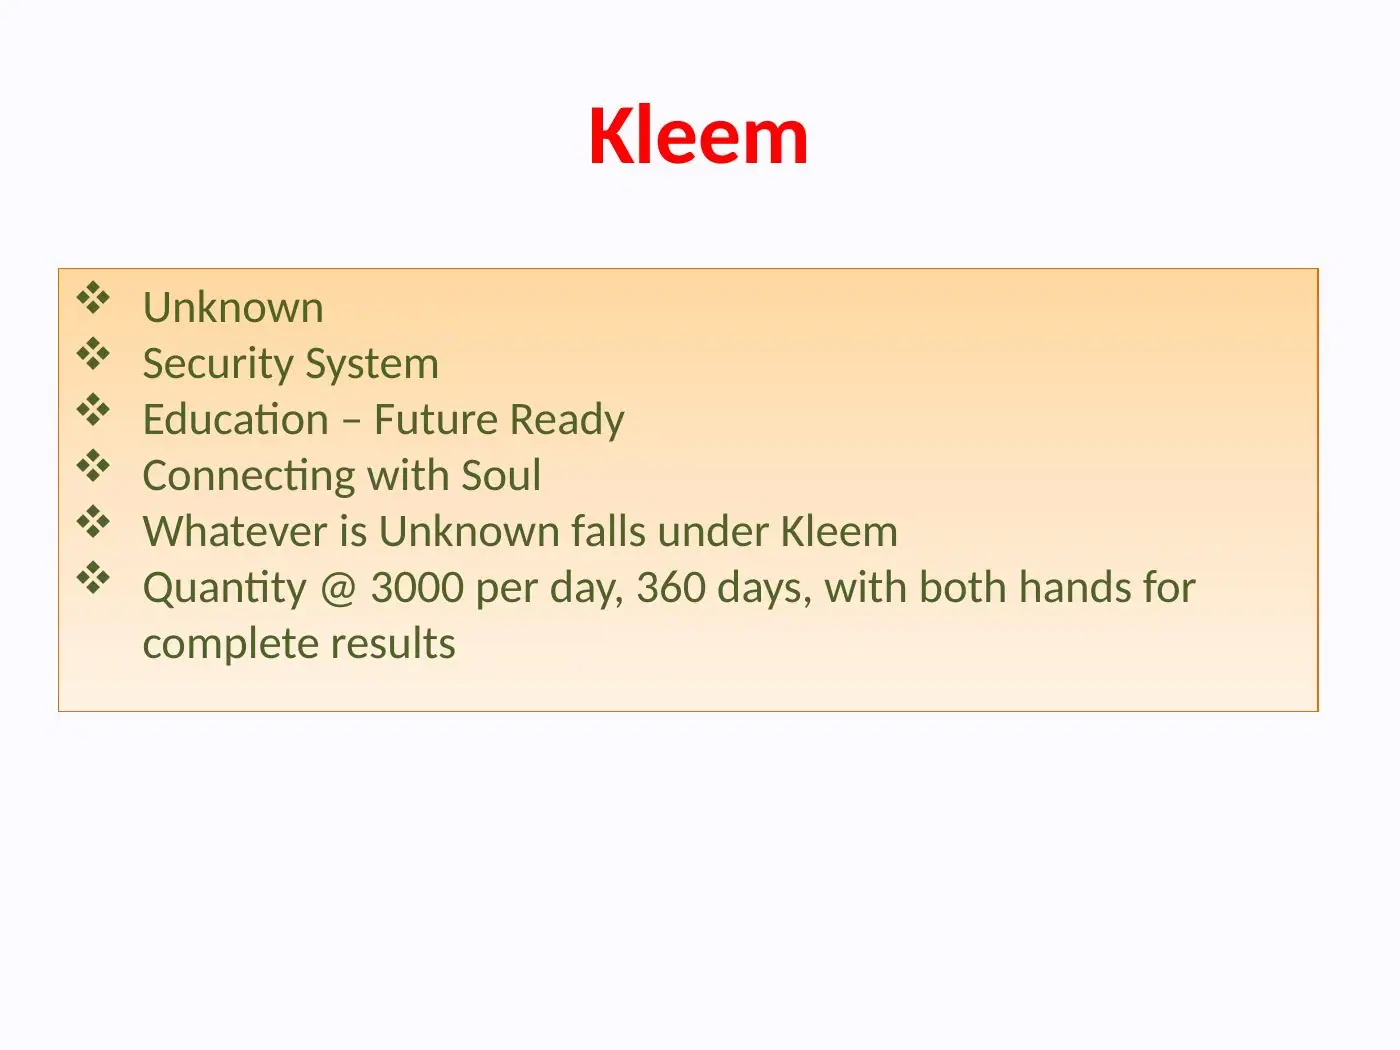 Kleem
❖ Unknown
❖ Security System
❖ Education – Future Ready
❖ Connecting with Soul
❖ Whatever is Unknown falls under Kleem
❖ Quantity @ 3000 per day, 360 days, with both hands for
complete results